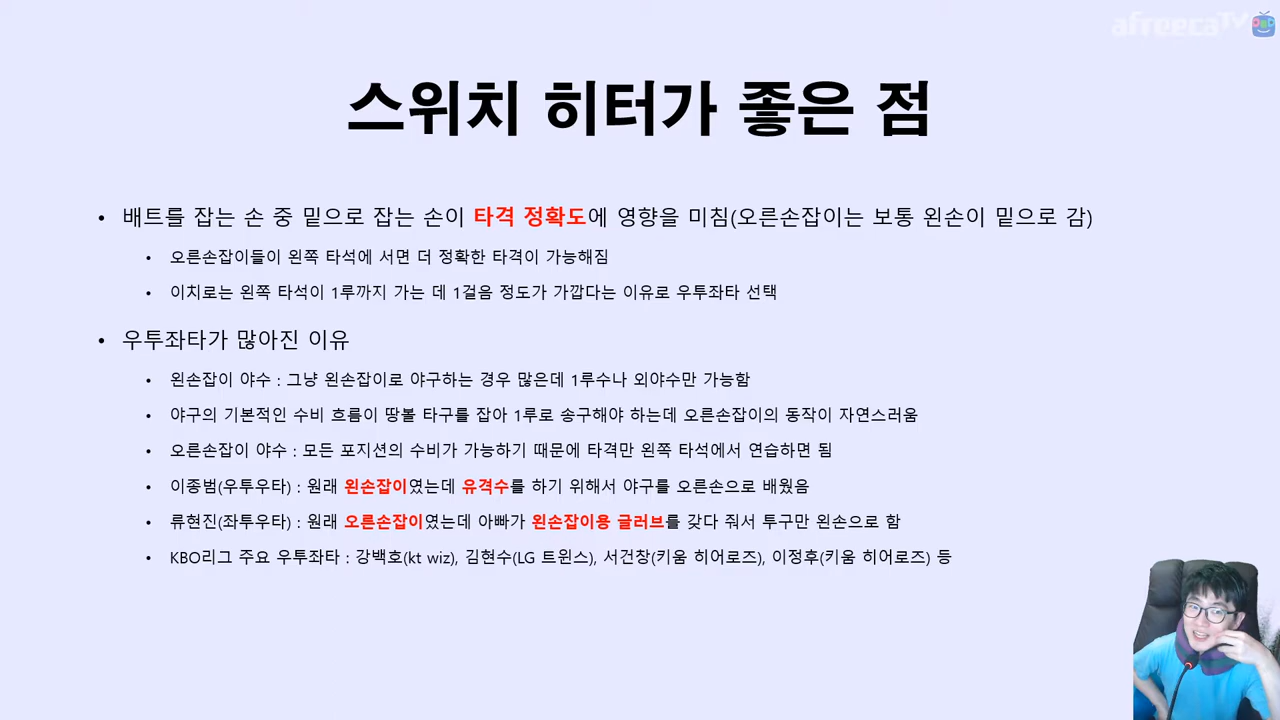 afreecaTV
스위치 히터가 좋은 점
• 배트를 잡는 손 중 밑으로 잡는 손이 타격 정확도에 영향을 미침(오른손잡이는 보통 왼손이 밑으로 감)
• 오른손잡이들이 왼쪽 타석에 서면 더 정확한 타격이 가능해짐
• 이치로는 왼쪽 타석이 1루까지 가는 데 1걸음 정도가 가깝다는 이유로 우투좌타 선택
• 우투좌타가 많아진 이유
• 왼손잡이 야수 : 그냥 왼손잡이로 야구하는 경우 많은데 1루수나 외야수만 가능함
• 야구의 기본적인 수비 흐름이 땅볼 타구를 잡아 1루로 송구해야 하는데 오른손잡이의 동작이 자연스러움
• 오른손잡이 야수 : 모든 포지션의 수비가 가능하기 때문에 타격만 왼쪽 타석에서 연습하면 됨
• 이종범(우투우타) : 원래 왼손잡이였는데 유격수를 하기 위해서 야구를 오른손으로 배웠음
• 류현진(좌투우타) : 원래 오른손잡이였는데 아빠가 왼손잡이용 글러브를 갖다 줘서 투구만 왼손으로 함
• KBO리그 주요 우투좌타 : 강백호(kt wiz), 김현수(LG 트윈스), 서건창(키움 히어로즈), 이정후(키움 히어로즈) 등